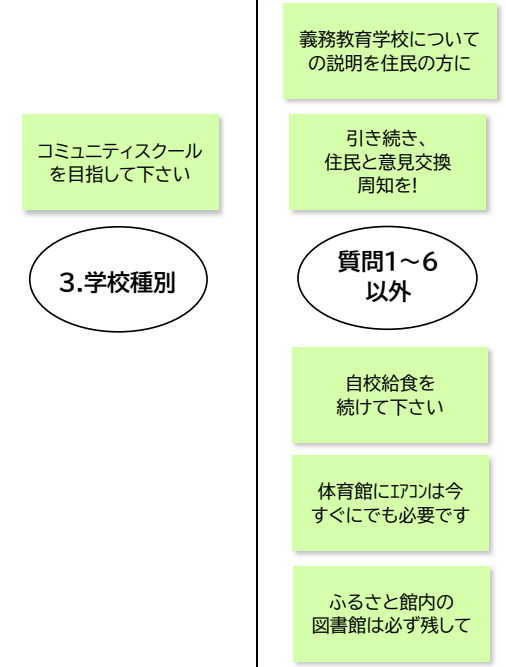 コミュニティスクール
を目指して下さい
3.学校種別
義務教育学校について
の説明を住民の方に
引き続き、
住民と意見交換
周知を!
質問1～6
以外
自校給食を
続けて下さい
体育館にｴｱｺﾝは今
すぐにでも必要です
ふるさと館内の
図書館は必ず残して